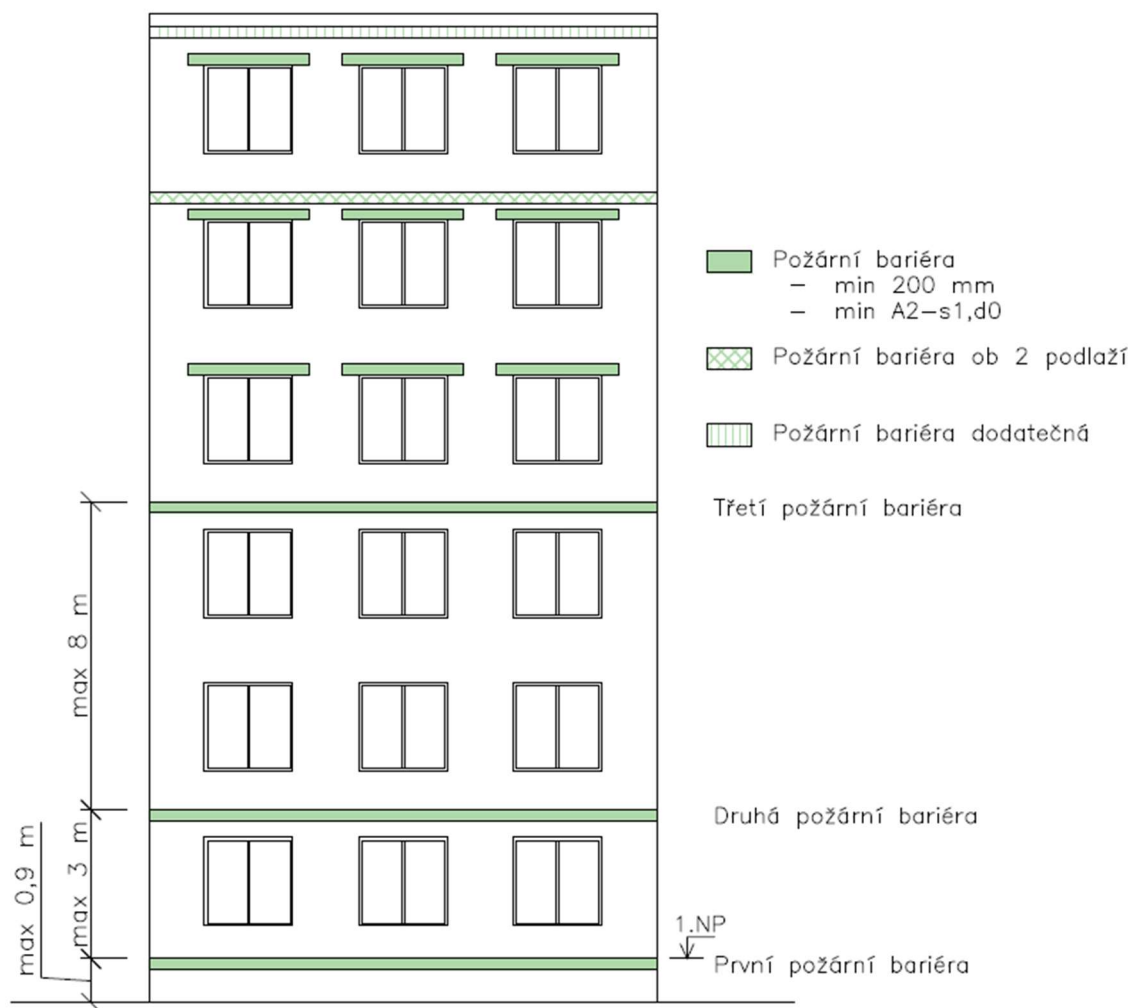 Požární bariéra
– min 200 mm
– min A2–s1,d0
Požární bariéra ob 2 podlaží
Požární bariéra dodatečná
Třetí požární bariéra
max 8 m
Druhá požární bariéra
max 3 m
max 0,9 m
1.NP
První požární bariéra